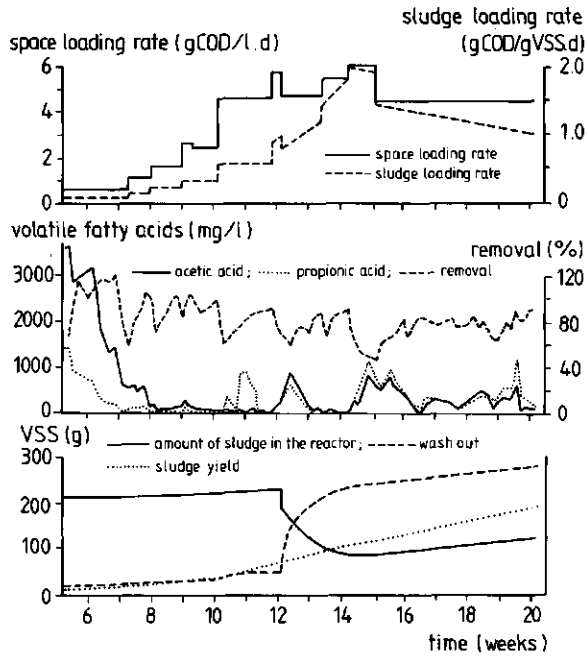 space loading rate (gCOD/l.d)
sludge loading rate
(gCOD/gVSS.d)
6
4
2
0
2.0
1.0
0
space loading rate
sludge loading rate
volatile fatty acids (mg/l)
removal (%)
acetic acid; propionic acid; removal
3000
2000
1000
0
120
80
40
0
VSS (g)
amount of sludge in the reactor; wash out
sludge yield
300
200
100
0
6 8 10 12 14 16 18 20
time (weeks)